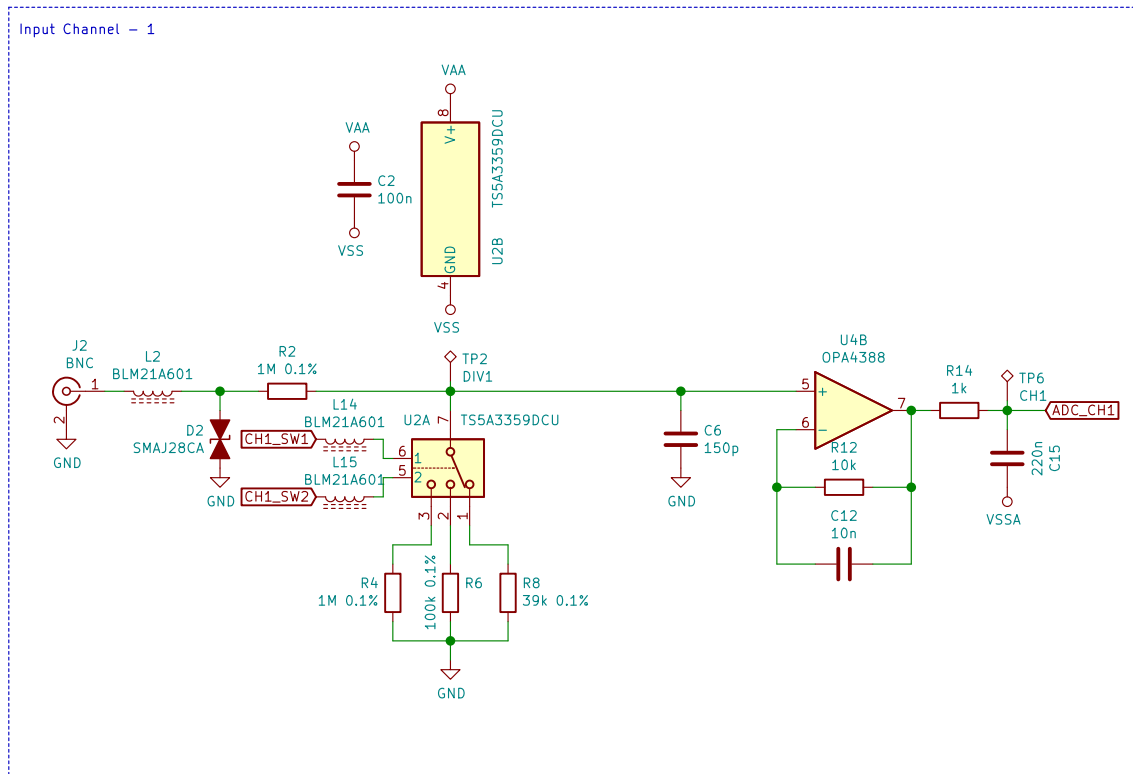 Input Channel – 1
VAA
8
V+
TS5A3359DCU
U2B
GND
4
VSS
VAA
C2
100n
VSS
J2
BNC
1
2
GND
L2
BLM21A601
D2
SMAJ28CA
GND
R2
1M 0.1%
TP2
DIV1
L14
BLM21A601
CH1_SW1
L15
BLM21A601
CH1_SW2
U2A
TS5A3359DCU
7
6
1
5
2
3
2
1
R4
1M 0.1%
100k 0.1%
R6
R8
39k 0.1%
GND
C6
150p
GND
U4B
OPA4388
5
+
6
−
7
R12
10k
C12
10n
R14
1k
TP6
CH1
ADC_CH1
220n
C15
VSSA